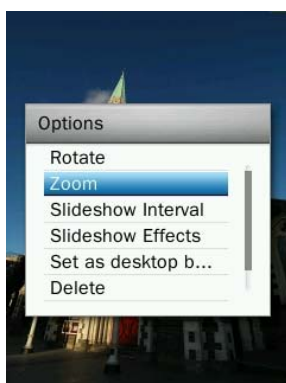 Options
Rotate
Zoom
Slideshow Interval
Slideshow Effects
Set as desktop b...
Delete